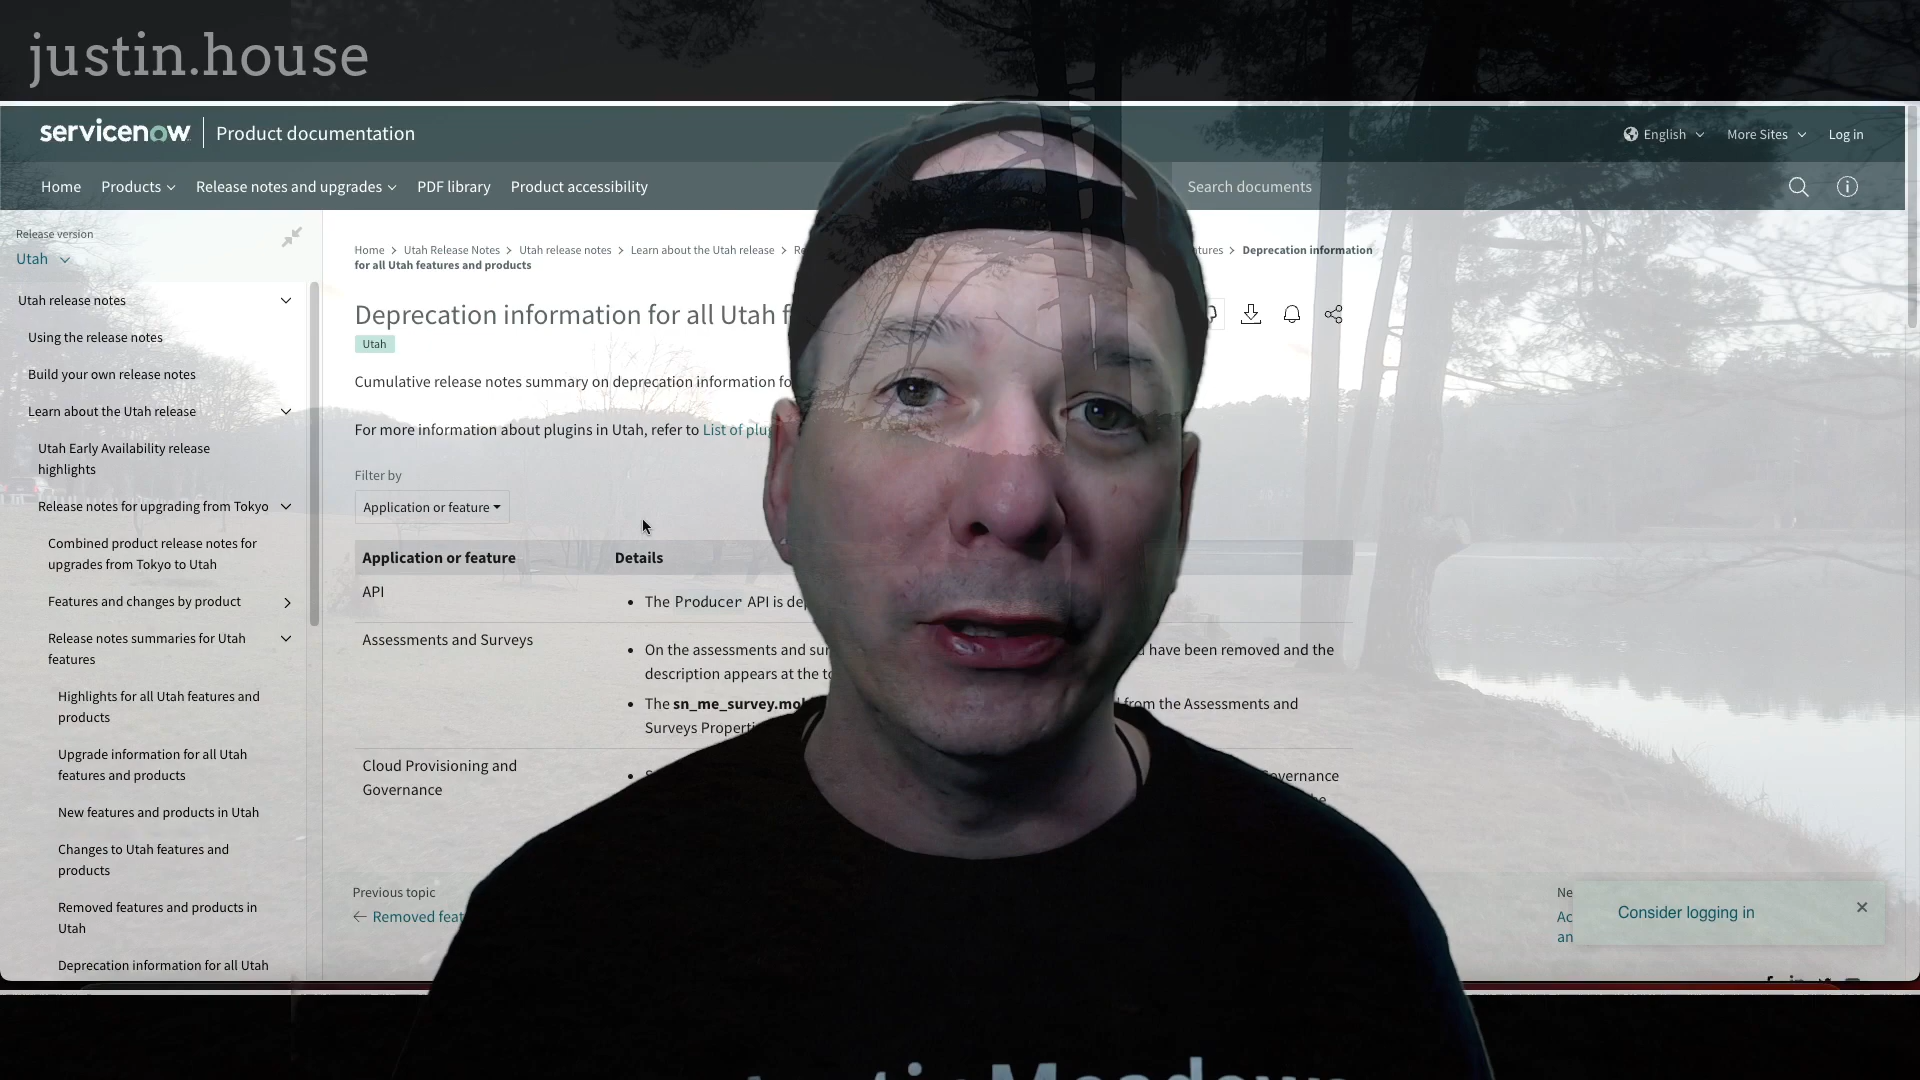 justin.house
servicenow
Product documentation
English
More Sites
Log in
Home
Products
Release notes and upgrades
PDF library
Product accessibility
Search documents
Release version
Utah
Utah release notes
Using the release notes
Build your own release notes
Learn about the Utah release
Utah Early Availability release
highlights
Release notes for upgrading from Tokyo
Combined product release notes for
upgrades from Tokyo to Utah
Features and changes by product
Release notes summaries for Utah
features
Highlights for all Utah features and
products
Upgrade information for all Utah
features and products
New features and products in Utah
Changes to Utah features and
products
Removed features and products in
Utah
Deprecation information for all Utah
Home > Utah Release Notes > Utah release notes > Learn about the Utah release > > Deprecation information
for all Utah features and products
Deprecation information for all Utah
Utah
Cumulative release notes summary on deprecation information
For more information about plugins in Utah, refer to List of
Filter by
Application or feature
Application or feature Details
API
• The Producer API is
Assessments and Surveys
• On the assessments and have been removed and the
description appears at the
• The from the Assessments and
Surveys
Cloud Provisioning and
Governance
Previous topic
← Removed
Consider logging in
×